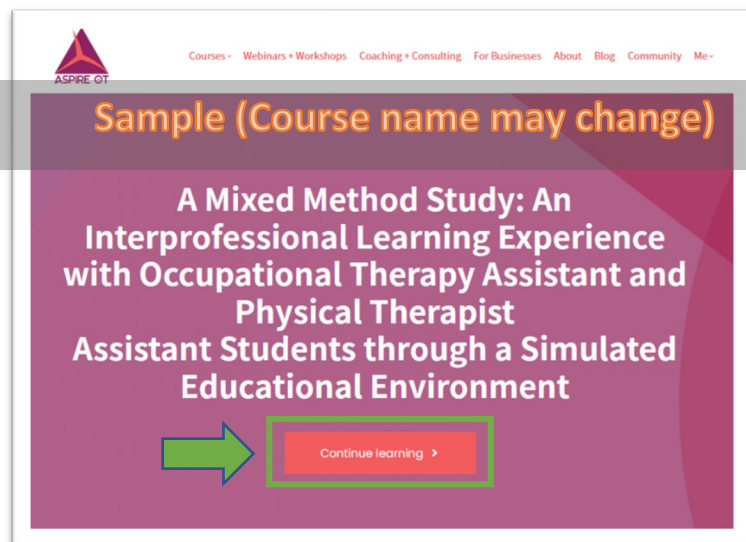 Courses Webinars + Workshops Coaching + Consulting For Businesses About Blog Community Me
ASPIRE OT
Sample (Course name may change)
A Mixed Method Study: An
Interprofessional Learning Experience
with Occupational Therapy Assistant and
Physical Therapist
Assistant Students through a Simulated
Educational Environment
Continue learning >